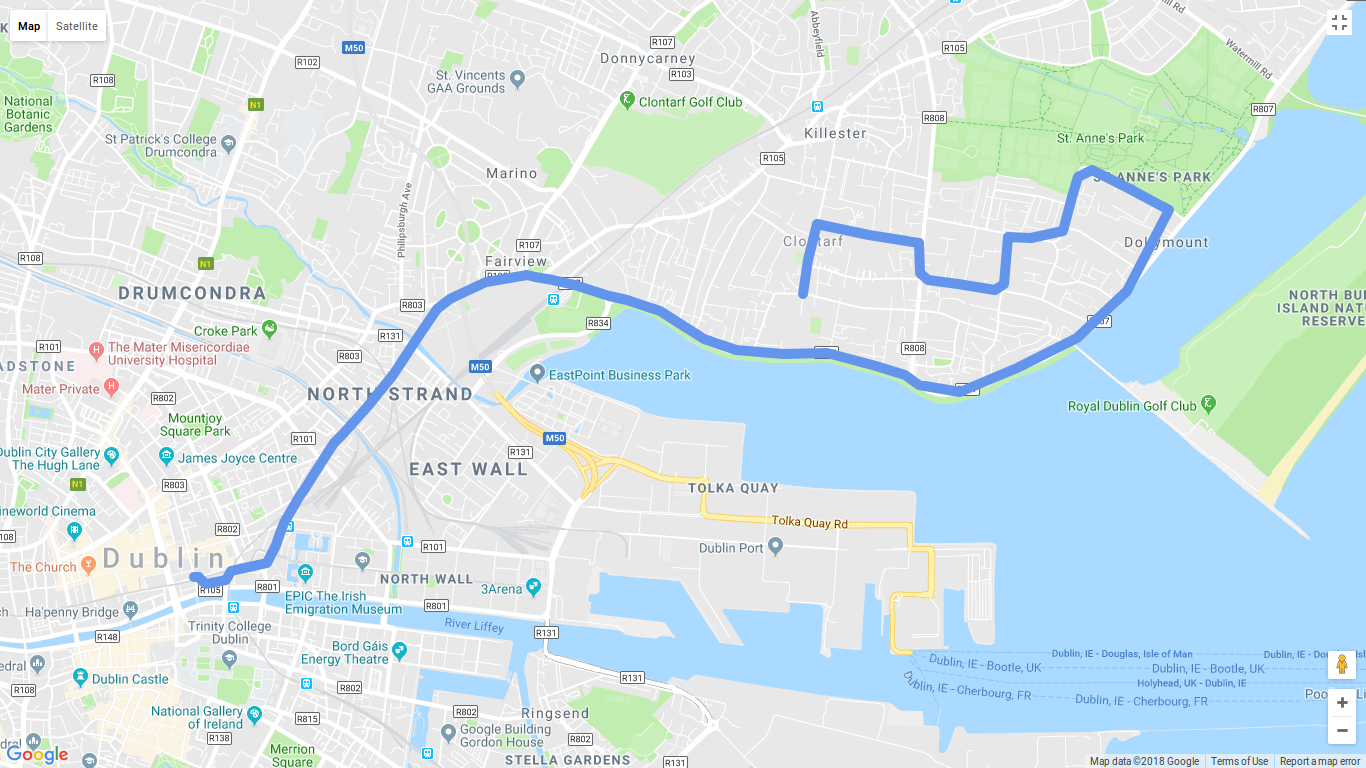 Map
Satellite
K
M50
R107
R105
Abbeyfield
Watermill Rd
R102
Donnycarney
R103
St. Vincents
GAA Grounds
R108
National
Botanic
Gardens
N1
Clontarf Golf Club
R808
R807
Killester
St. Anne's Park
St Patrick's College
Drumcondra
R105
Marino
ANNE'S PARK
Philipsburgh Ave
R107
Clontarf
Dollymount
R108
N1
Fairview
DRUMCONDRA
R803
R834
NORTH BU
ISLAND NATU
RESERVE
Croke Park
R131
R101
The Mater Misericordiae
University Hospital
R803
R808
ADSTONE
M50
EastPoint Business Park
Mater Private
R802
NORTH STRAND
Royal Dublin Golf Club
Mountjoy
Square Park
R101
M50
Dublin City Gallery
The Hugh Lane
James Joyce Centre
R131
EAST WALL
N1
R803
TOLKA QUAY
ineworld Cinema
R802
Tolka Quay Rd
R108
Dublin
R101
Dublin Port
The Church
R105
R801
NORTH WALL
3Arena
EPIC The Irish
Emigration Museum
R801
Ha'penny Bridge
Trinity College
Dublin
River Liffey
R148
R131
Bord Gáis
Energy Theatre
Dublin, IE - Douglas, Isle of Man
Dublin, IE - Bootle, UK
Dublin, IE - Bootle, UK
Dublin, IE - Cherbourg, FR
Holyhead, UK - Dublin, IE
Dublin, IE - Cherbourg, FR
edral
Dublin Castle
R131
R108
R802
National Gallery
of Ireland
R815
R802
Ringsend
R138
Google Building
Gordon House
R802
Merrion
Square
STELLA GARDENS
R131
Google
Map data ©2018 Google
Terms of Use
Report a map error